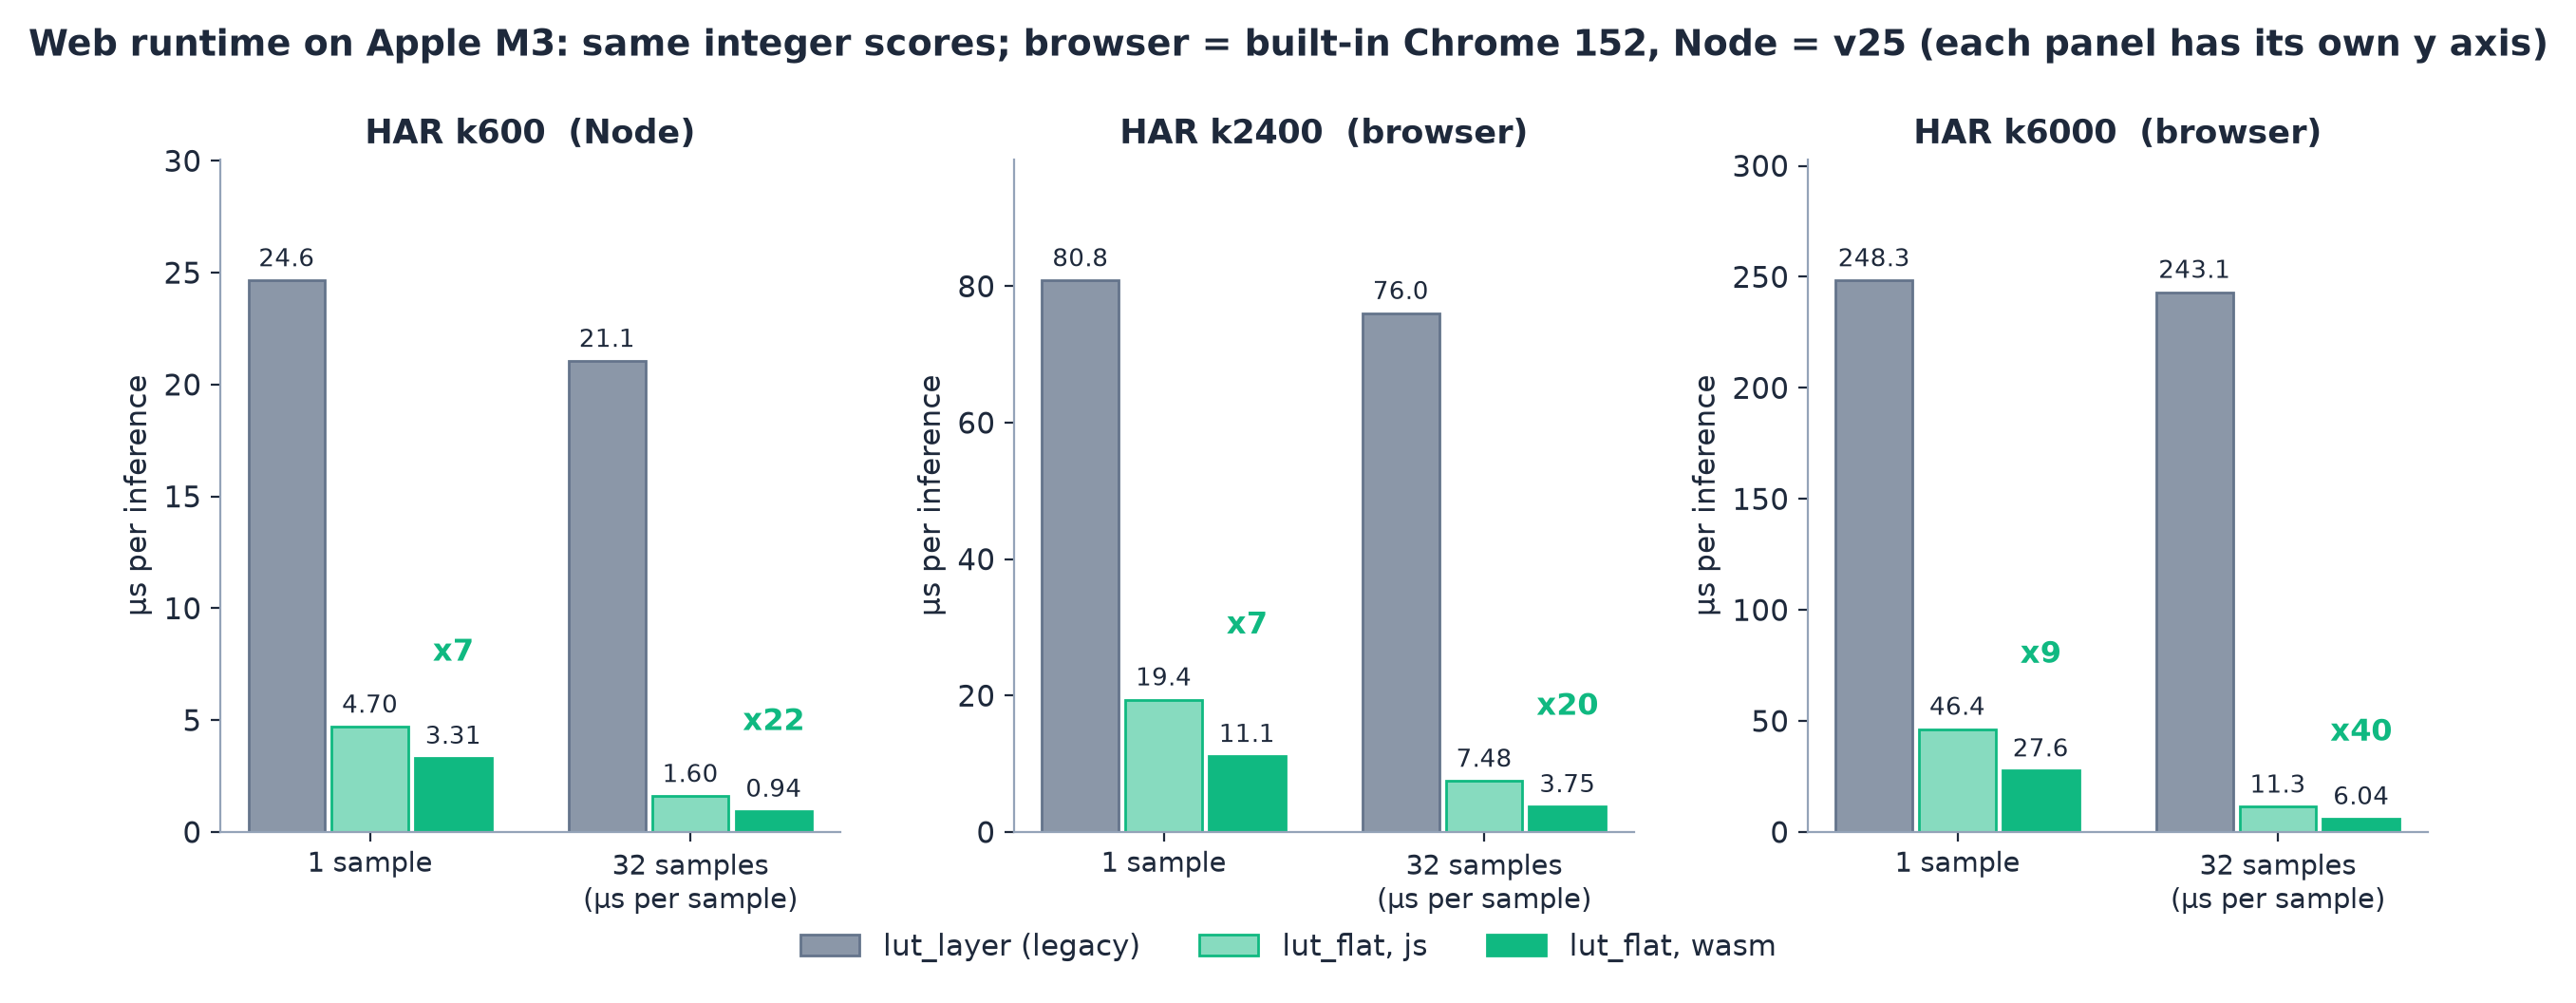 Web runtime on Apple M3: same integer scores; browser = built-in Chrome 152, Node = v25 (each panel has its own y axis)
HAR k600 (Node)
µs per inference
30
25
20
15
10
5
0
24.6
4.70
3.31
x7
21.1
1.60
0.94
x22
1 sample
32 samples
(µs per sample)
HAR k2400 (browser)
µs per inference
80
60
40
20
0
80.8
19.4
11.1
x7
76.0
7.48
3.75
x20
1 sample
32 samples
(µs per sample)
HAR k6000 (browser)
µs per inference
300
250
200
150
100
50
0
248.3
46.4
27.6
x9
243.1
11.3
6.04
x40
1 sample
32 samples
(µs per sample)
lut_layer (legacy)
lut_flat, js
lut_flat, wasm